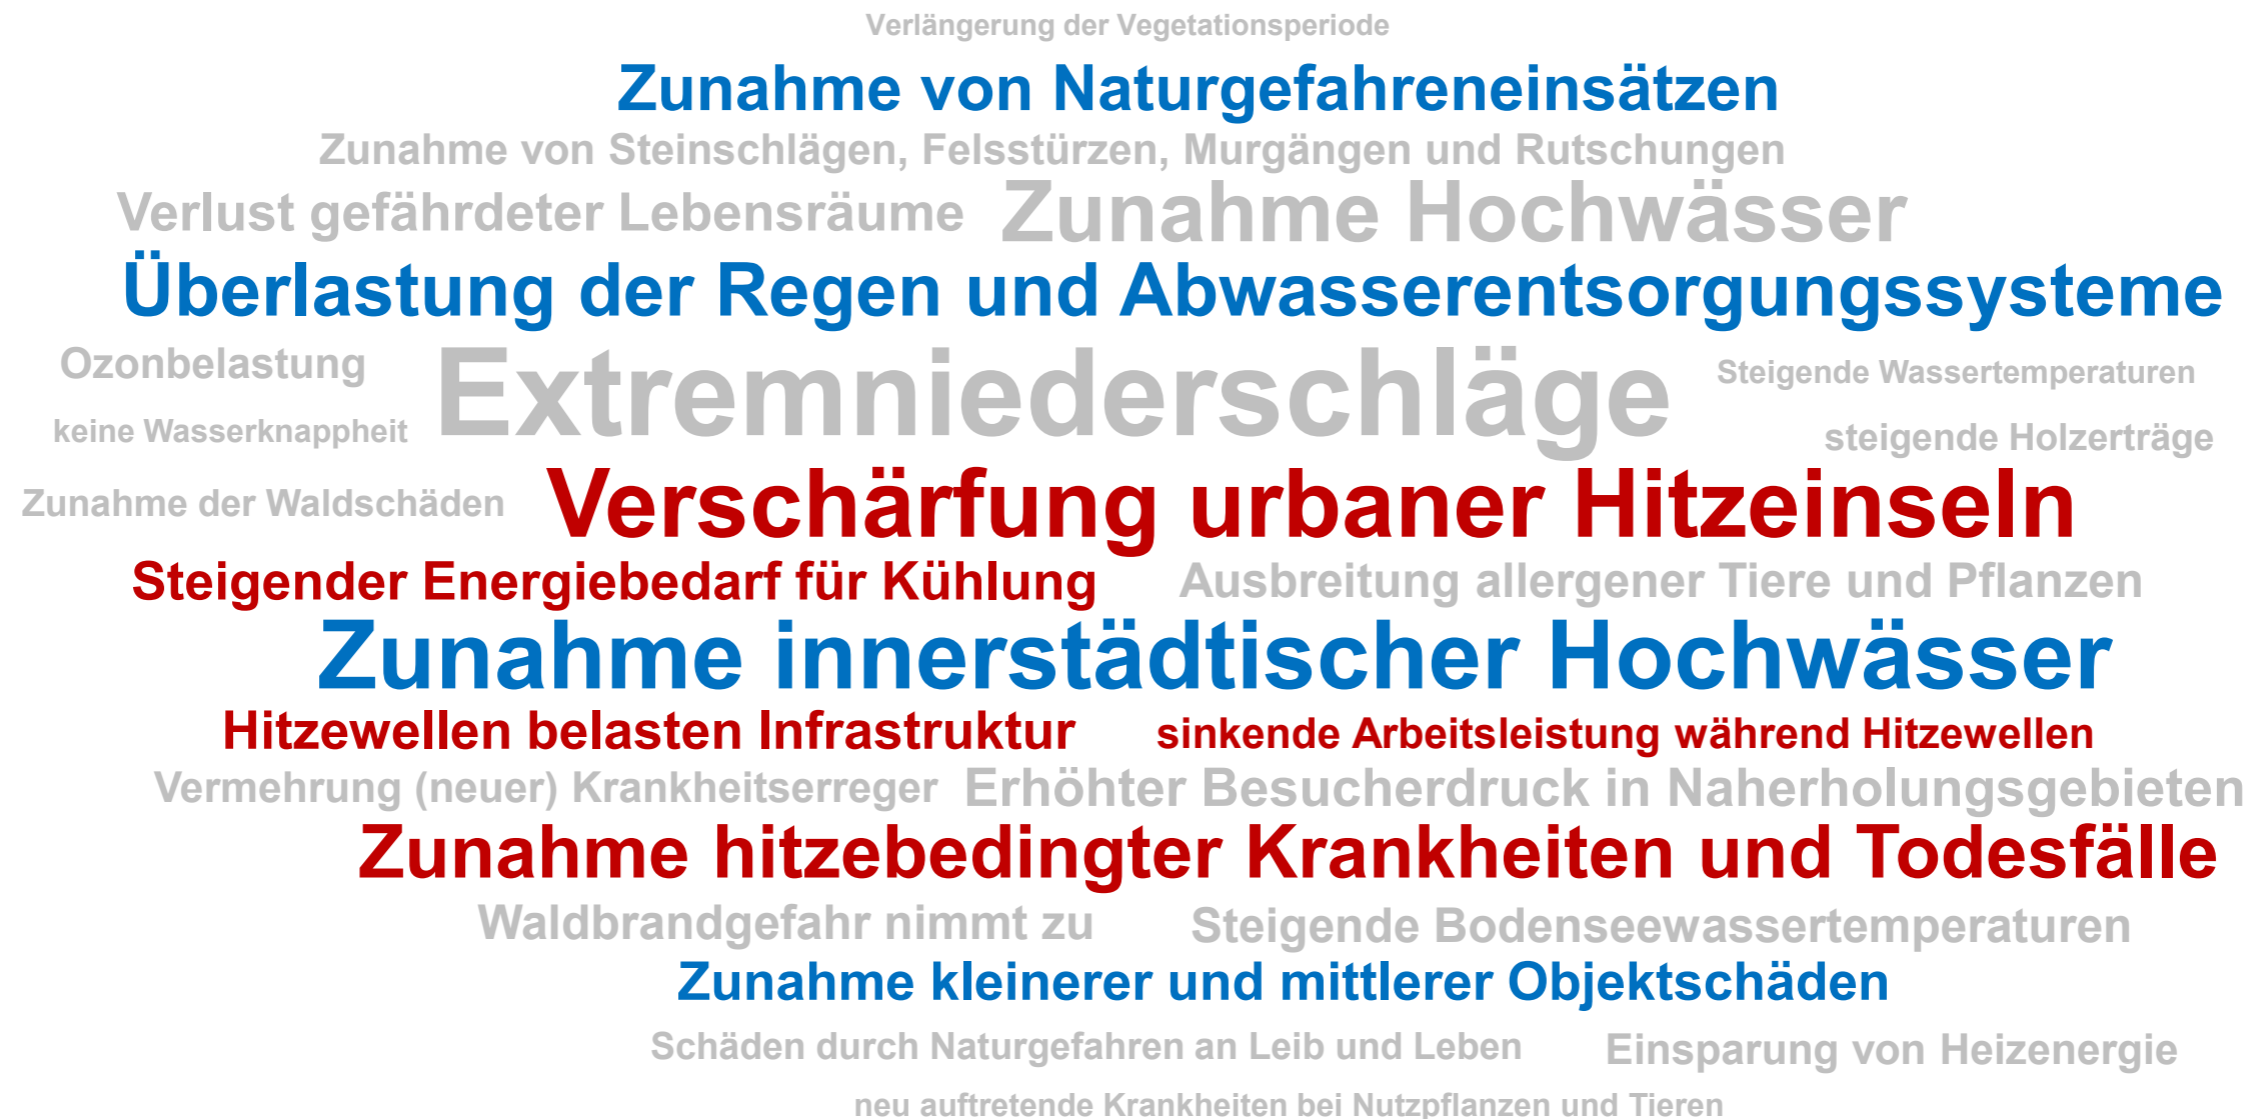 Verlängerung der Vegetationsperiode
Zunahme von Naturgefahreneinsätzen
Zunahme von Steinschlägen, Felsstürzen, Murgängen und Rutschungen
Verlust gefährdeter Lebensräume
Zunahme Hochwässer
Überlastung der Regen und Abwasserentsorgungssysteme
Ozonbelastung
Extremniederschläge
Steigende Wassertemperaturen
keine Wasserknappheit
steigende Holzerträge
Zunahme der Waldschäden
Verschärfung urbaner Hitzeinseln
Steigender Energiebedarf für Kühlung
Ausbreitung allergener Tiere und Pflanzen
Zunahme innerstädtischer Hochwässer
Hitzewellen belasten Infrastruktur
sinkende Arbeitsleistung während Hitzewellen
Vermehrung (neuer) Krankheitserreger
Erhöhter Besucherdruck in Naherholungsgebieten
Zunahme hitzebedingter Krankheiten und Todesfälle
Waldbrandgefahr nimmt zu
Steigende Bodenseewassertemperaturen
Zunahme kleinerer und mittlerer Objektschäden
Schäden durch Naturgefahren an Leib und Leben
Einsparung von Heizenergie
neu auftretende Krankheiten bei Nutzpflanzen und Tieren